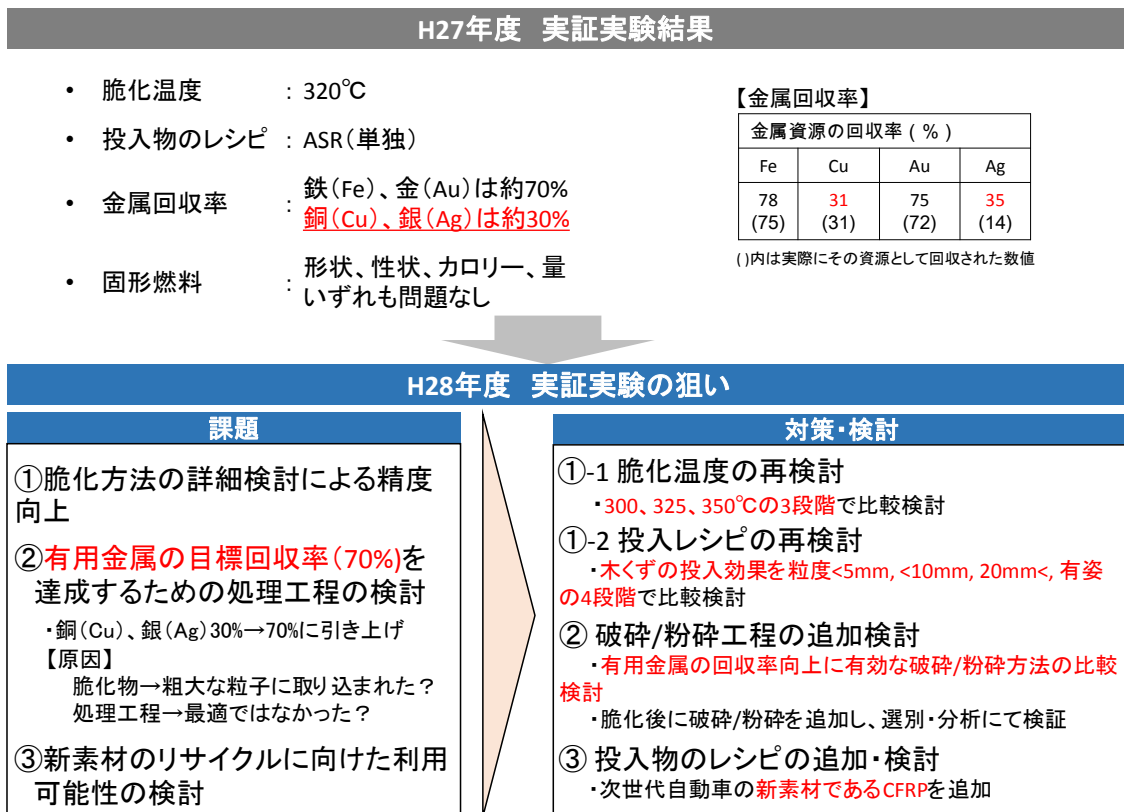 H27年度 実証実験結果
• 脆化温度 : 320℃
• 投入物のレシピ : ASR(単独)
• 金属回収率 : 鉄(Fe)、金(Au)は約70%
銅(Cu)、銀(Ag)は約30%
• 固形燃料 : 形状、性状、カロリー、量
いずれも問題なし
【金属回収率】
金属資源の回収率 ( % )
Fe Cu Au Ag
78 31 75 35
(75) (31) (72) (14)
( )内は実際にその資源として回収された数値
H28年度 実証実験の狙い
課題
①脆化方法の詳細検討による精度
向上
②有用金属の目標回収率(70%)を
達成するための処理工程の検討
・銅(Cu)、銀(Ag)30%→70%に引き上げ
【原因】
脆化物→粗大な粒子に取り込まれた?
処理工程→最適ではなかった?
③新素材のリサイクルに向けた利用
可能性の検討
対策・検討
①-1 脆化温度の再検討
・300、325、350℃の3段階で比較検討
①-2 投入レシピの再検討
・木くずの投入効果を粒度<5mm, <10mm, 20mm<, 有姿
の4段階で比較検討
② 破砕/粉砕工程の追加検討
・有用金属の回収率向上に有効な破砕/粉砕方法の比較
検討
・脆化後に破砕/粉砕を追加し、選別・分析にて検証
③ 投入物のレシピの追加・検討
・次世代自動車の新素材であるCFRPを追加